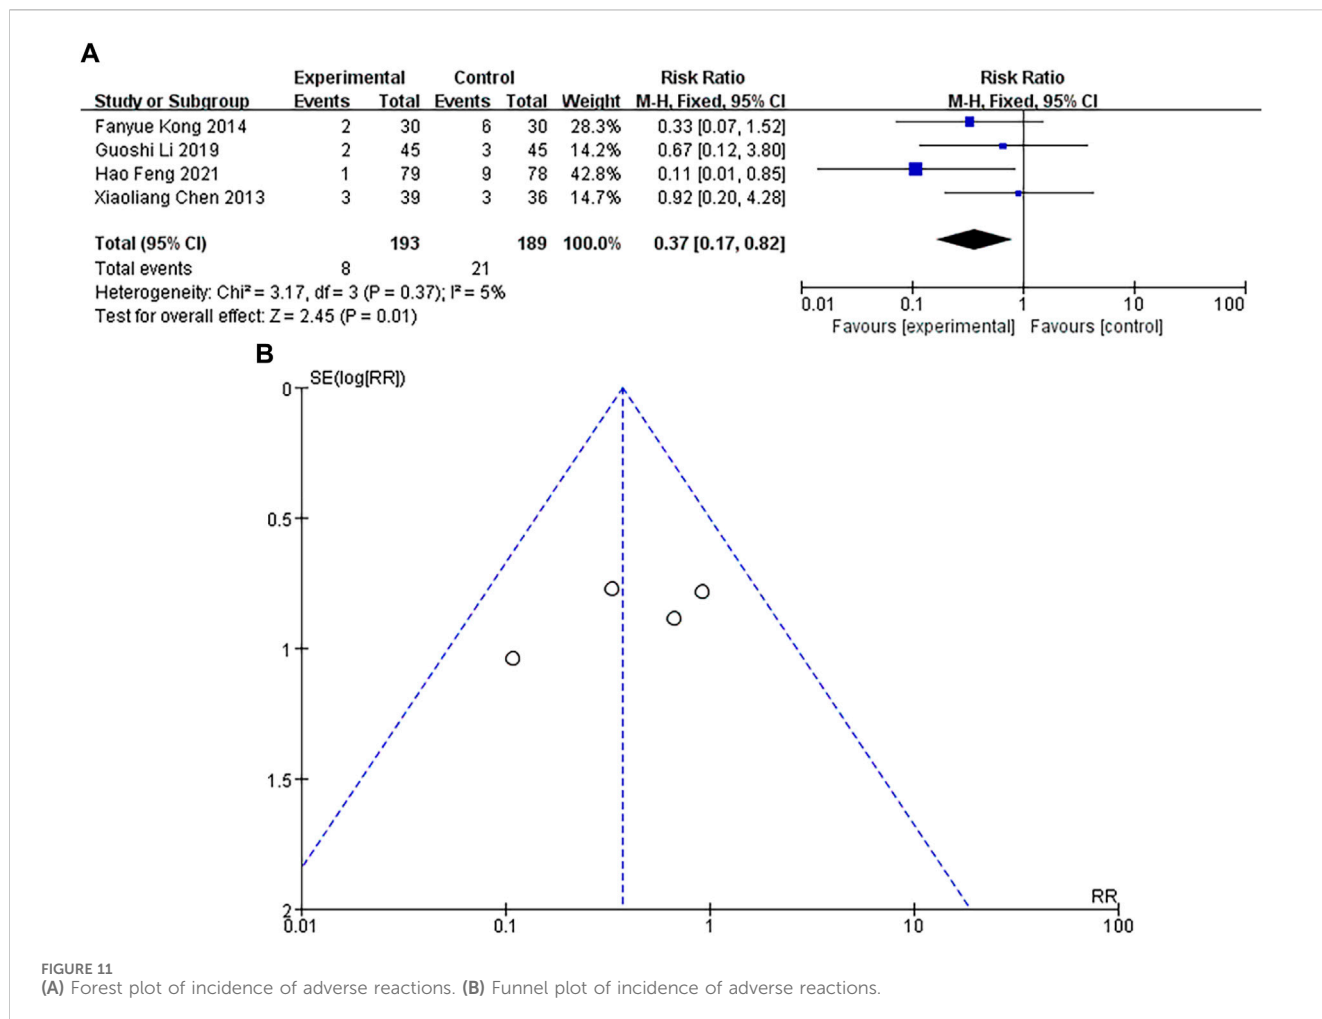 A
Experimental Control Risk Ratio Risk Ratio
Study or Subgroup Events Total Events Total Weight M-H, Fixed, 95% CI M-H, Fixed, 95% CI
Fanyue Kong 2014 2 30 6 30 28.3% 0.33 [0.07, 1.52]
Guoshi Li 2019 2 45 3 45 14.2% 0.67 [0.12, 3.80]
Hao Feng 2021 1 79 9 78 42.8% 0.11 [0.01, 0.85]
Xiaoliang Chen 2013 3 39 3 36 14.7% 0.92 [0.20, 4.28]
Total (95% CI) 193 189 100.0% 0.37 [0.17, 0.82]
Total events 8 21
Heterogeneity: Chi² = 3.17, df = 3 (P = 0.37); I² = 5%
Test for overall effect: Z = 2.45 (P = 0.01)
0.01 0.1 1 10 100
Favours [experimental] Favours [control]
B
SE(log[RR])
0
0.5
1
1.5
2
RR
0.01 0.1 1 10 100
FIGURE 11
(A) Forest plot of incidence of adverse reactions. (B) Funnel plot of incidence of adverse reactions.